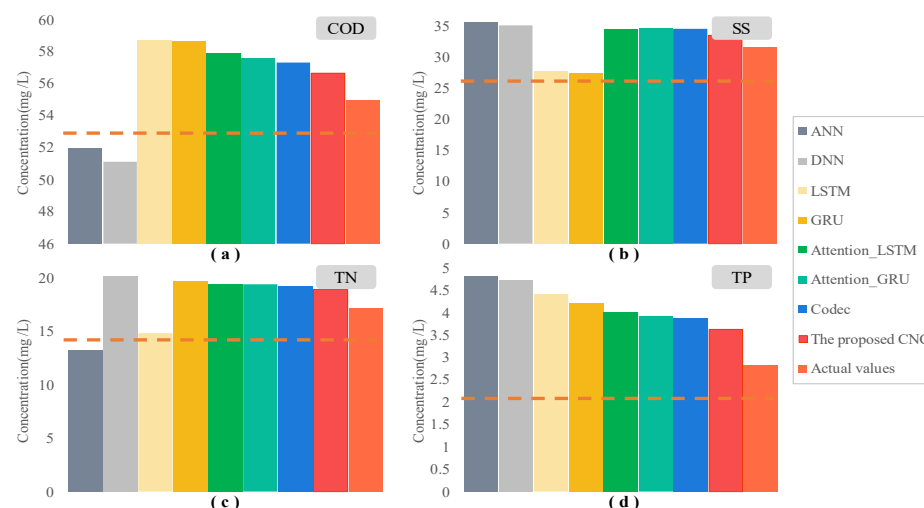 COD
Concentration(mg /L)
60
58
56
54
52
50
48
46
( a )
SS
Concentration(mg /L)
35
30
25
20
15
10
5
0
( b )
ANN
DNN
LSTM
GRU
Attention_LSTM
Attention_GRU
Codec
The proposed CNC
Actual values
TN
Concentration(mg /L)
20
15
10
5
0
( c )
TP
Concentration(mg /L)
5
4.5
4
3.5
3
2.5
2
1.5
1
0.5
0
( d )